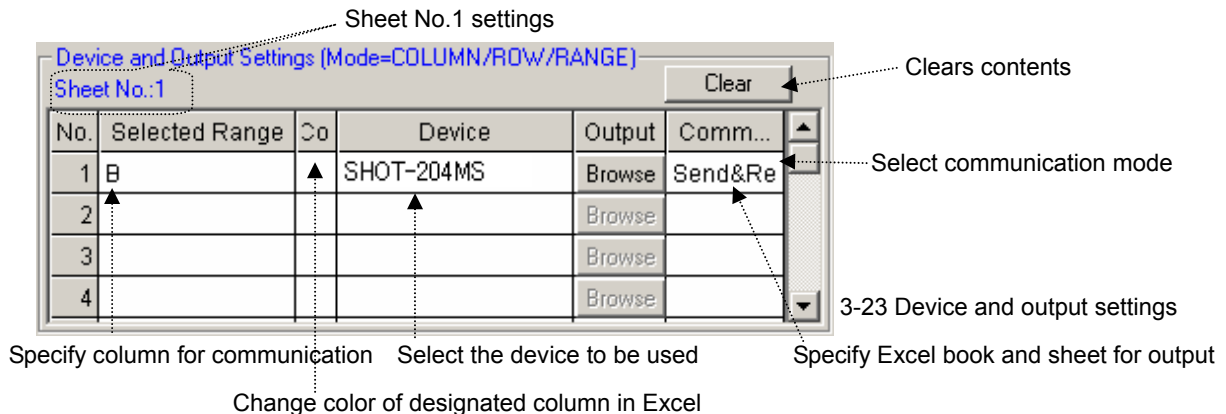 Sheet No.1 settings
Device and Output Settings (Mode=COLUMN/ROW/RANGE)
Sheet No.:1
Clear
Clears contents
No. Selected Range Co Device Output Comm...
1 B SHOT-204MS Browse Send&Re
Select communication mode
2 Browse
3 Browse
4 Browse
3-23 Device and output settings
Specify column for communication
Select the device to be used
Specify Excel book and sheet for output
Change color of designated column in Excel